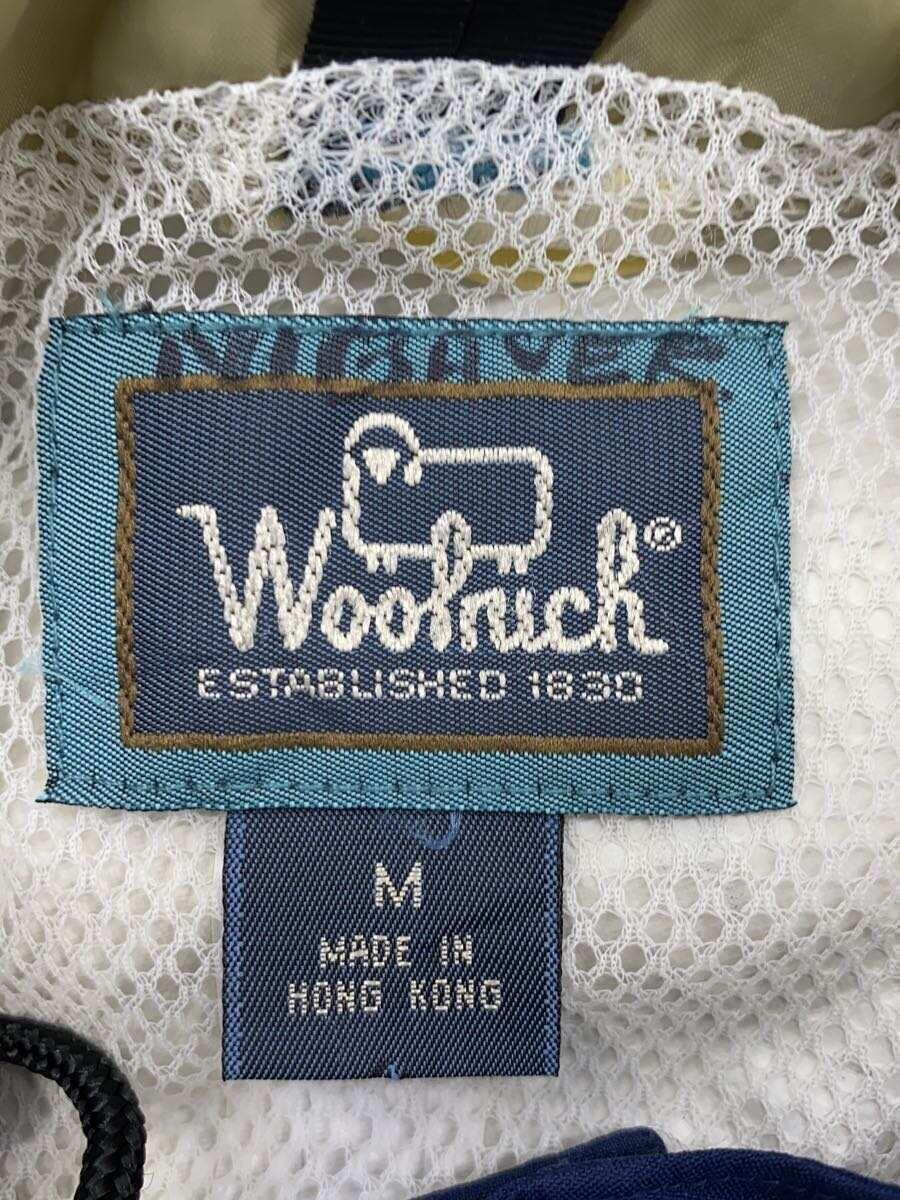 Woolrich®
ESTABLISHED 1830
M
MADE IN
HONG KONG